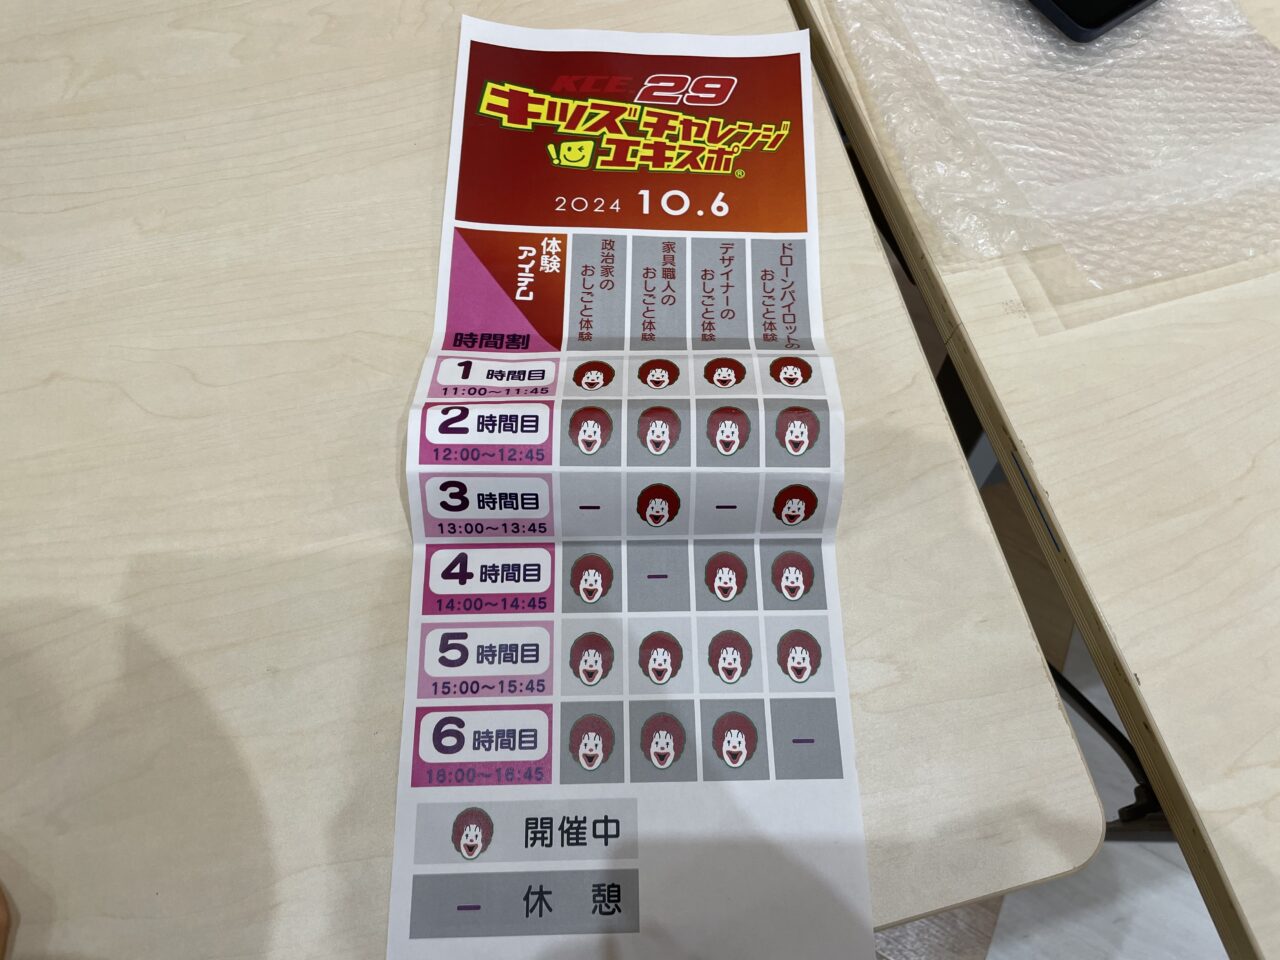 KCE. 29
キッズチャレンジ
!エキスポ®
2024 10.6
体験
アイテム
時間割
政治家の
おしごと体験
家具職人の
おしごと体験
デザイナーの
おしごと体験
ドローンパイロットの
おしごと体験
1 時間目
11:00～11:45
2 時間目
12:00～12:45
3 時間目
13:00～13:45
－
－
4 時間目
14:00～14:45
－
5 時間目
15:00～15:45
6 時間目
16:00～16:45
－
開催中
－ 休憩